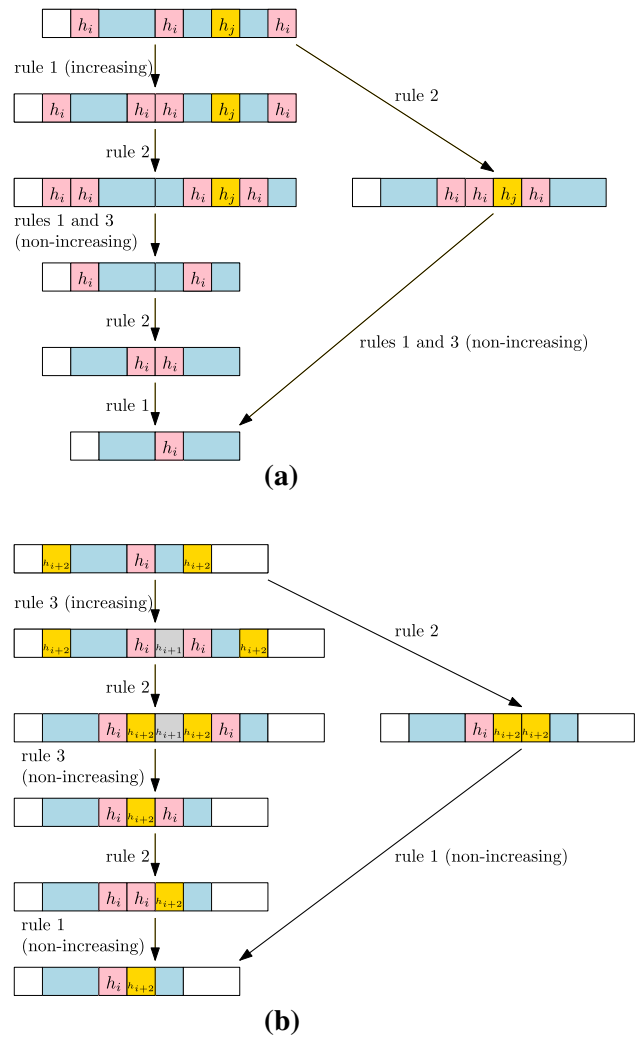 h_i h_i h_j h_i
rule 1 (increasing)
rule 2
h_i h_i h_i h_j h_i
rule 2
h_i h_i h_i h_j h_i
h_i h_i h_j h_i
rules 1 and 3
(non-increasing)
h_i h_i
rule 2
rules 1 and 3 (non-increasing)
h_i h_i
rule 1
h_i
(a)
h_{i+2} h_i h_{i+2}
rule 3 (increasing)
rule 2
h_{i+2} h_i h_{i+1} h_i h_{i+2}
rule 2
h_i h_{i+2} h_{i+1} h_{i+2} h_i
h_i h_{i+2} h_{i+2}
rule 3
(non-increasing)
h_i h_{i+2} h_i
rule 2
rule 1 (non-increasing)
h_i h_i h_{i+2}
rule 1
(non-increasing)
h_i h_{i+2}
(b)